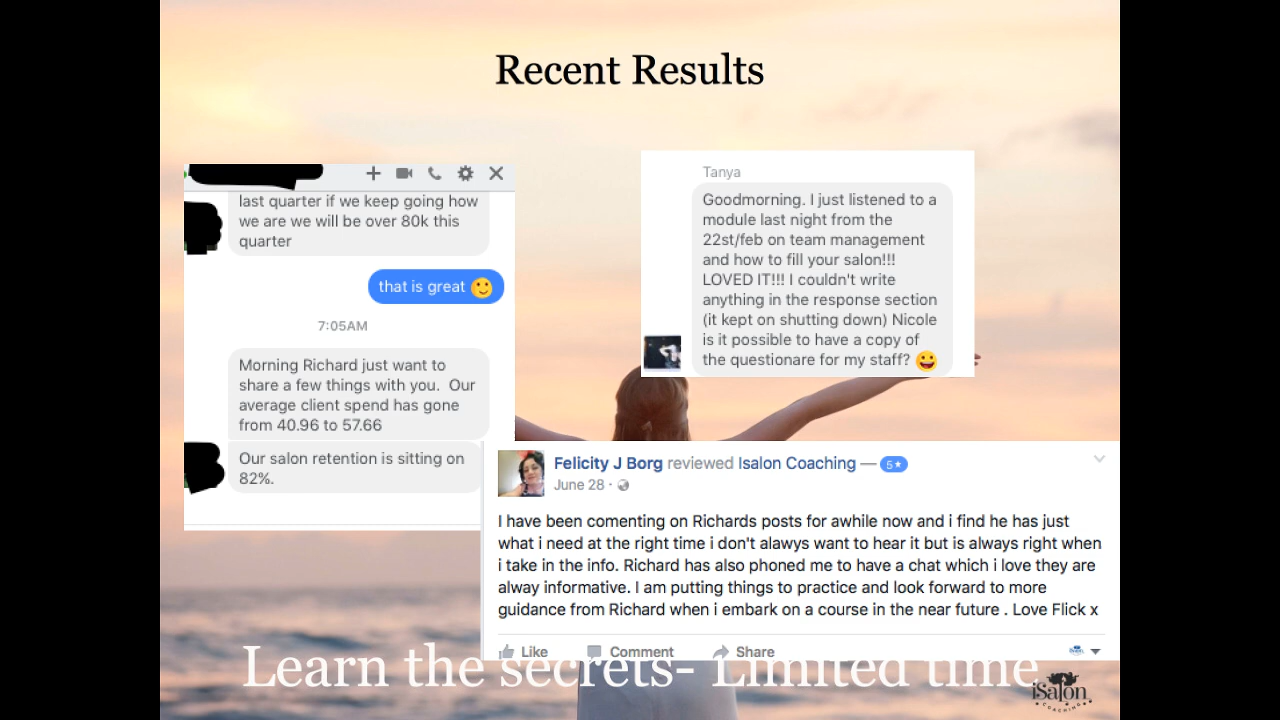 Recent Results
last quarter if we keep going how
we are we will be over 80k this
quarter
that is great
7:05AM
Morning Richard just want to
share a few things with you. Our
average client spend has gone
from 40.96 to 57.66
Our salon retention is sitting on
82%.
Tanya
Goodmorning. I just listened to a
module last night from the
22st/feb on team management
and how to fill your salon!!!
LOVED IT!!! I couldn't write
anything in the response section
(it kept on shutting down) Nicole
is it possible to have a copy of
the questionare for my staff?
Felicity J Borg reviewed Isalon Coaching — 5★
June 28 ·
I have been comenting on Richards posts for awhile now and i find he has just
what i need at the right time i don't alawys want to hear it but is always right when
i take in the info. Richard has also phoned me to have a chat which i love they are
alway informative. I am putting things to practice and look forward to more
guidance from Richard when i embark on a course in the near future . Love Flick x
Like Comment Share
Learn the secrets- Limited time
iSalon
COACHING